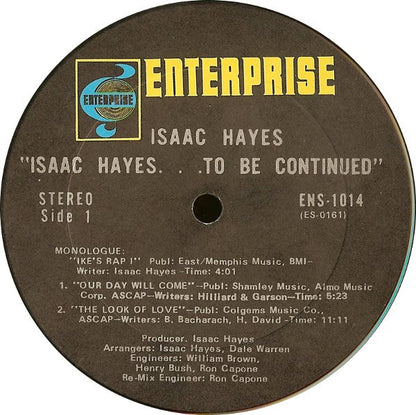 ENTERPRISE
ENTERPRISE
ISAAC HAYES
"ISAAC HAYES. . .TO BE CONTINUED"
STEREO
Side 1
ENS-1014
(ES-0161)
MONOLOGUE:
"IKE'S RAP I"—Publ: East/Memphis Music, BMI—
Writer: Isaac Hayes -Time: 4:01
1. "OUR DAY WILL COME"—Publ: Shamley Music, Almo Music
Corp. ASCAP—Writers: Hilliard & Garson—Time: 5:23
2. "THE LOOK OF LOVE"—Publ: Colgems Music Co.,
ASCAP—Writers: B. Bacharach, H. David -Time: 11:11
Producer. Isaac Hayes
Arrangers: Isaac Hayes, Dale Warren
Engineers: William Brown,
Henry Bush, Ron Capone
Re-Mix Engineer: Ron Capone